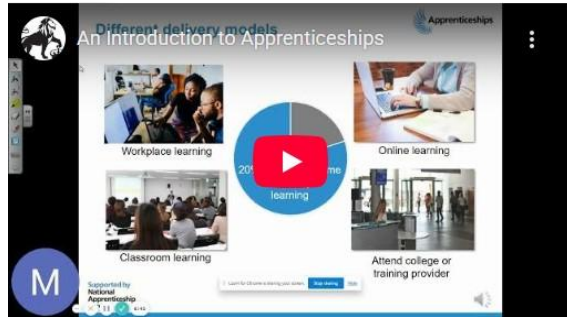 Different delivery models
An Introduction to Apprenticeships
Apprenticeships
Workplace learning
Online learning
20%
learning
Classroom learning
Attend college or
training provider
M
Supported by
National
Apprenticeship
Stop sharing
Hide